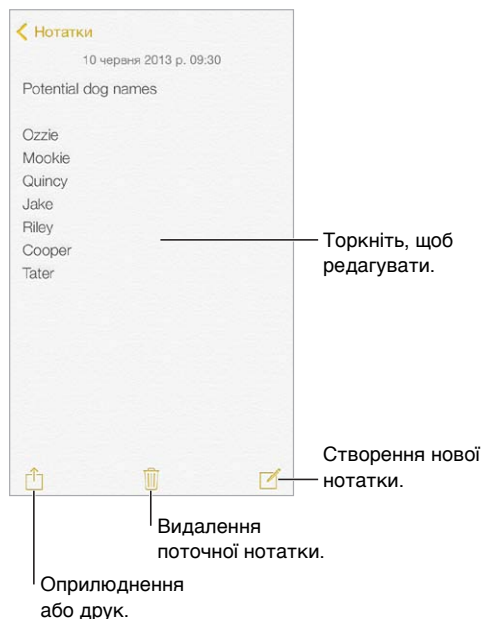 Нотатки
10 червня 2013 р. 09:30
Potential dog names
Ozzie
Mookie
Quincy
Jake
Riley
Cooper
Tater
Торкніть, щоб
редагувати.
Створення нової
нотатки.
Видалення
поточної нотатки.
Оприлюднення
або друк.